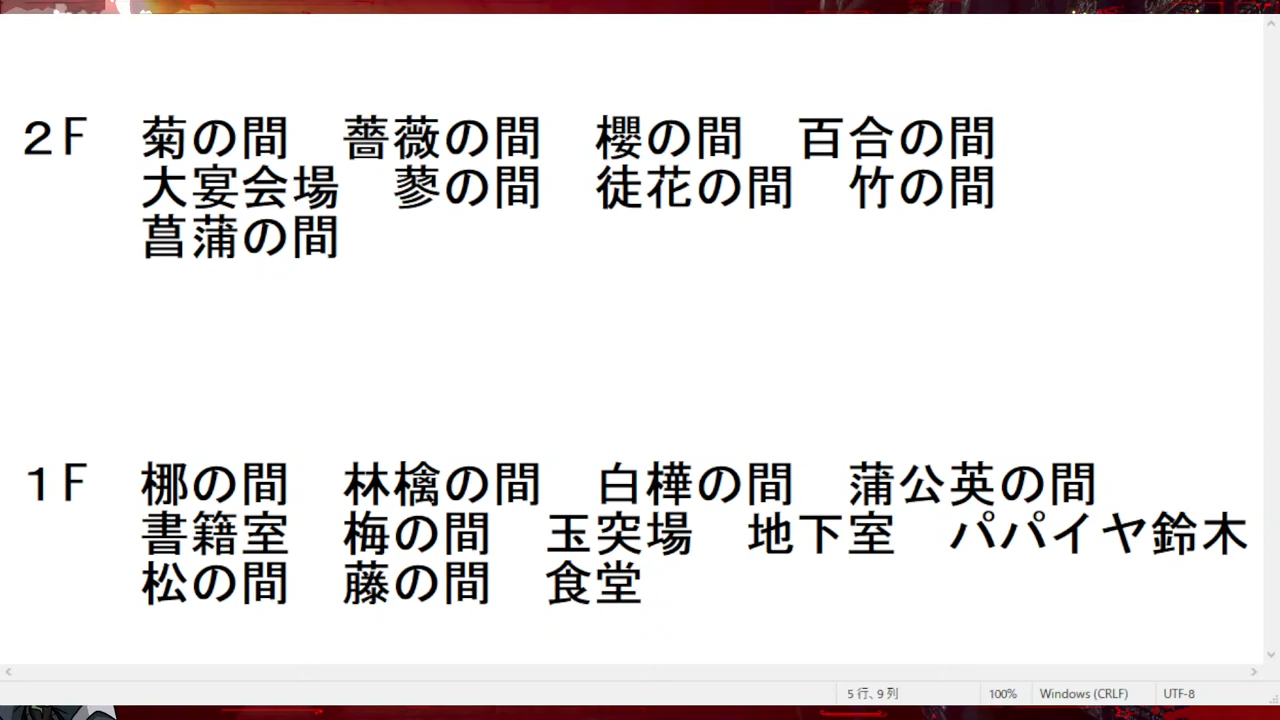 ２Ｆ　菊の間　薔薇の間　櫻の間　百合の間
大宴会場　蓼の間　徒花の間　竹の間
菖蒲の間
１Ｆ　梛の間　林檎の間　白樺の間　蒲公英の間
書籍室　梅の間　玉突場　地下室　パパイヤ鈴木
松の間　藤の間　食堂
5 行、9 列　100%　Windows (CRLF)　UTF-8